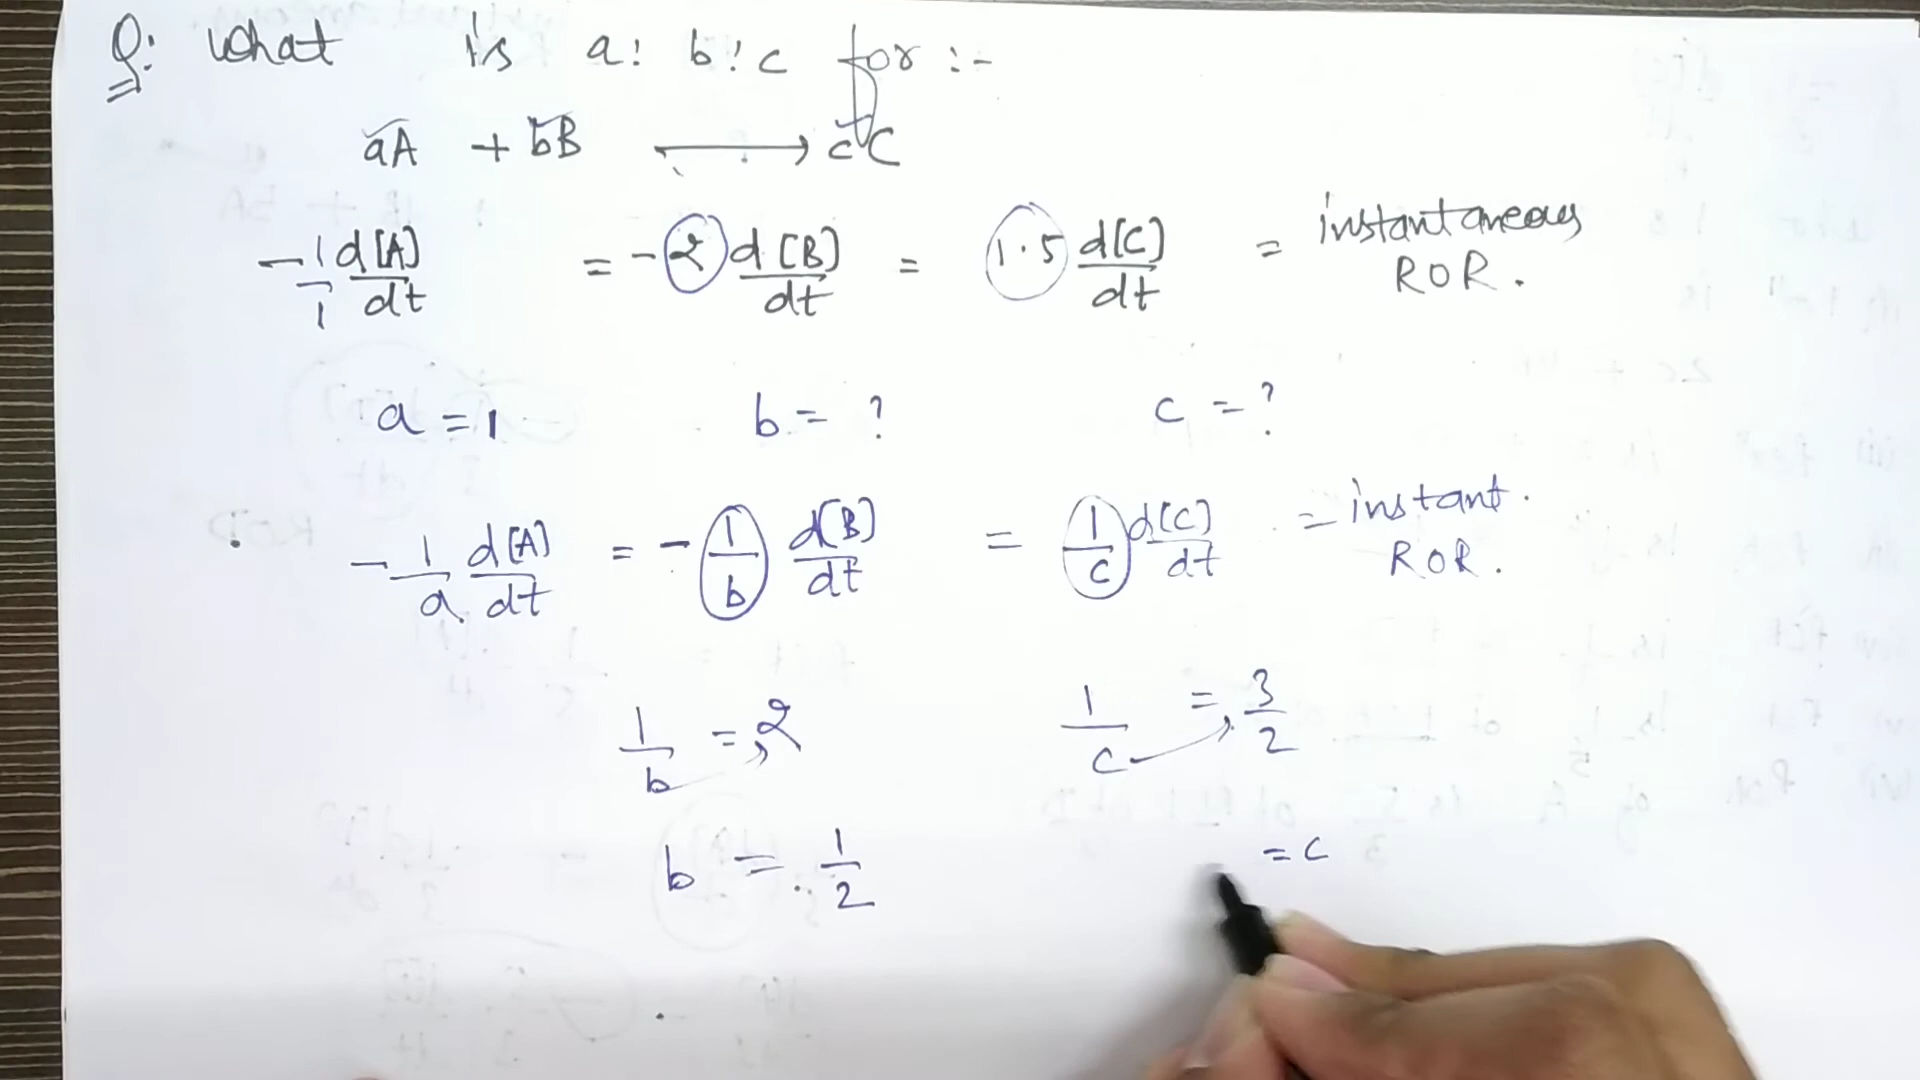 Q: What is a: b: c for :-
aA + bB ⟶ cC
- 1/1 d[A]/dt = - 2 d[B]/dt = 1.5 d[C]/dt = instantaneous ROR.
a = 1 b = ? c = ?
- 1/a d[A]/dt = - 1/b d[B]/dt = 1/c d[C]/dt = instant. ROR.
1/b = 2 1/c = 3/2
b = 1/2 = c